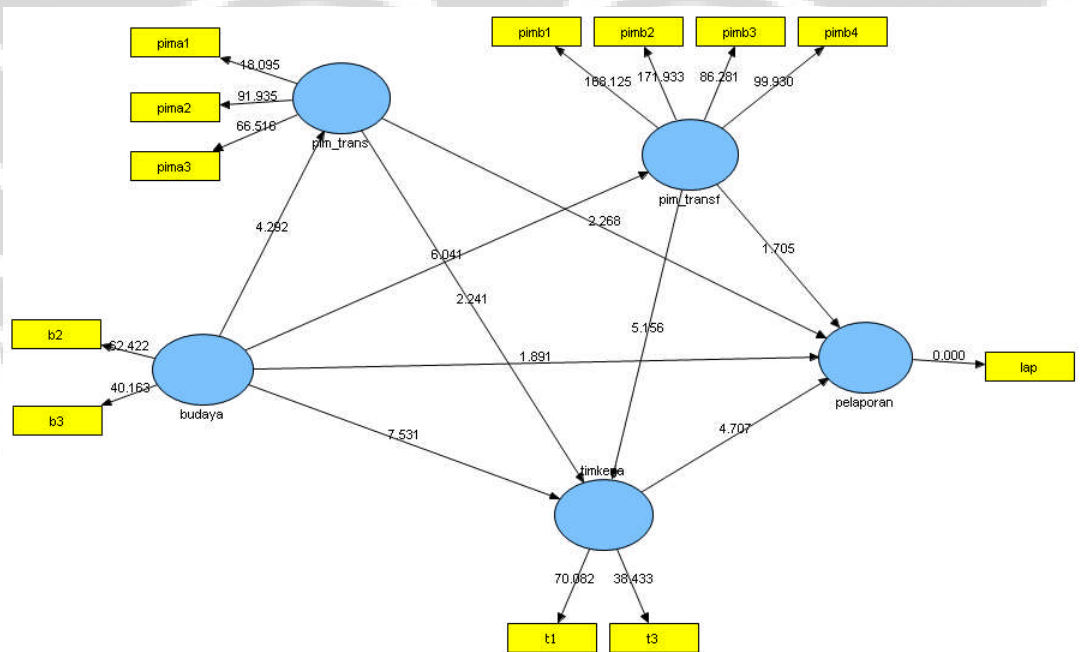 pima1
pimb1
pimb2
pimb3
pimb4
18.095
168.125
171.933
86.281
99.930
pima2
91.935
66.516
pim_trans
pima3
pim_transf
4.292
6.041
2.268
1.705
2.241
5.156
b2
62.422
1.891
0.000
lap
b3
40.163
budaya
pelaporan
7.531
4.707
timkerja
70.082
38.433
t1
t3